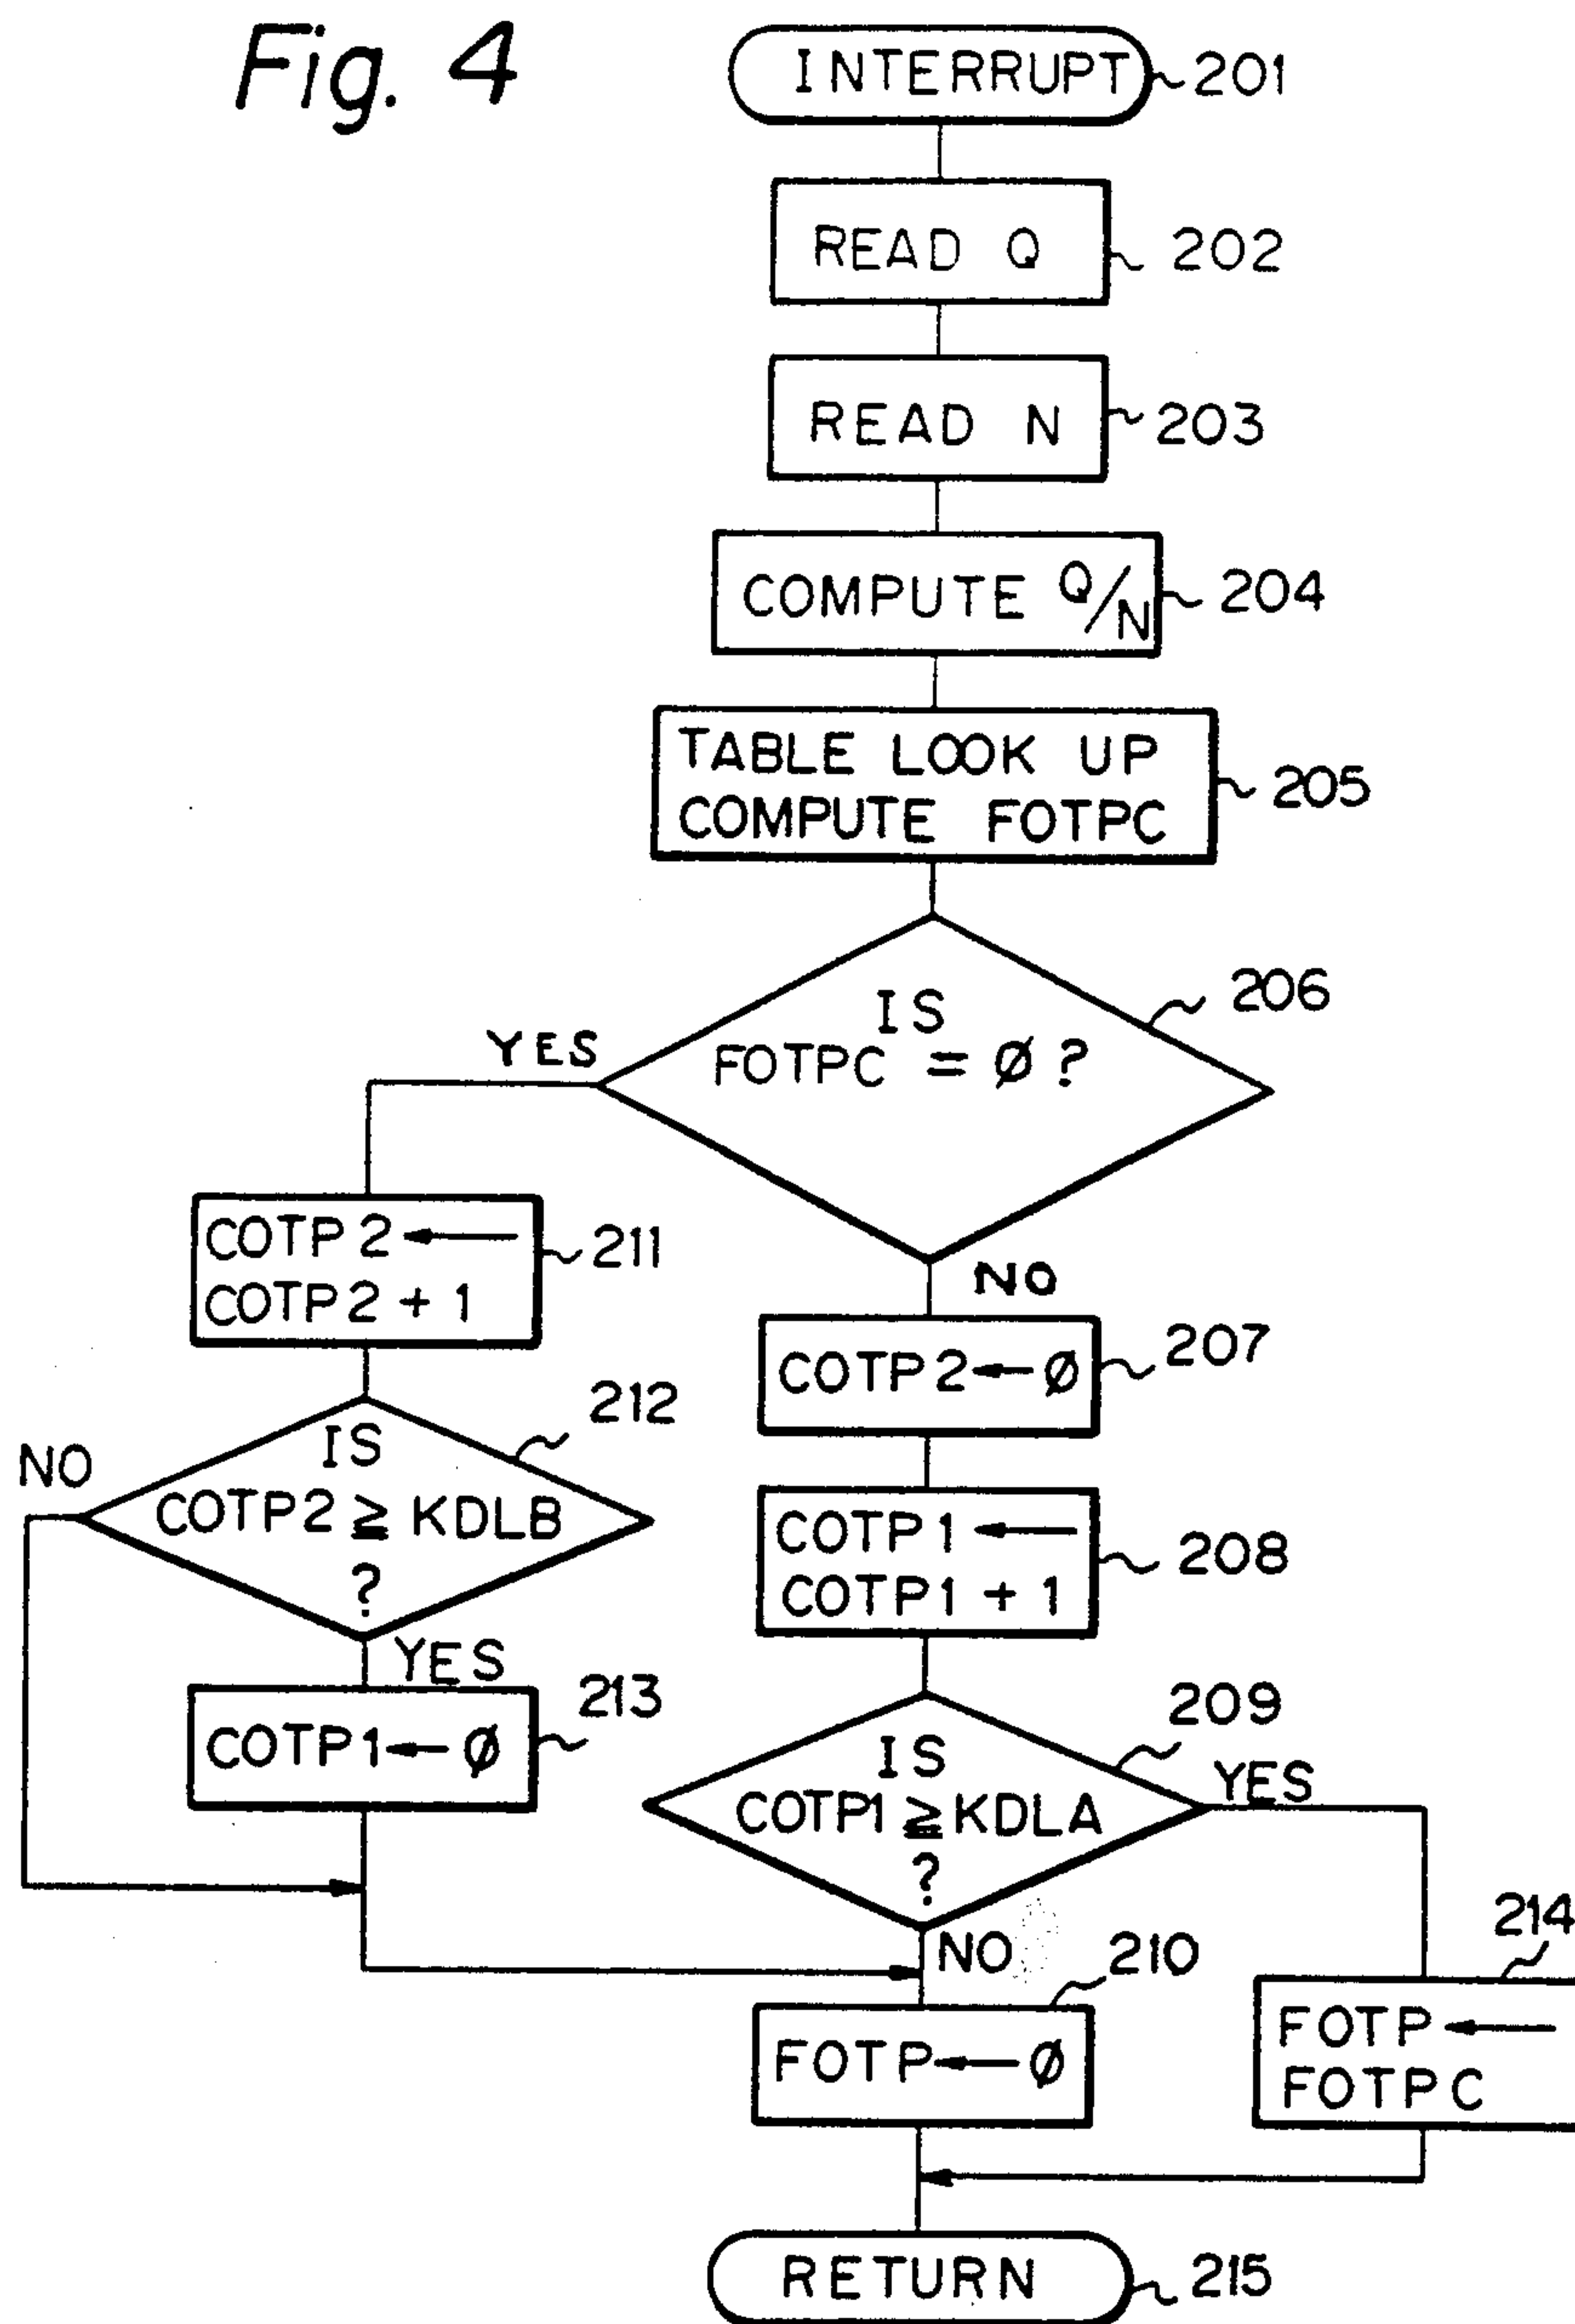 Fig. 4
INTERRUPT 201
READ Q 202
READ N 203
COMPUTE Q/N 204
TABLE LOOK UP
COMPUTE FOTPC
205
IS
FOTPC = Ø ?
206
YES
NO
COTP2 ←
COTP2 + 1
211
COTP2 ← Ø
207
IS
COTP2 ≧ KDLB
?
212
NO
YES
COTP1 ←
COTP1 + 1
208
COTP1 ← Ø
213
IS
COTP1 ≧ KDLA
?
209
YES
NO
FOTP ← Ø
210
FOTP ←
FOTPC
214
RETURN 215